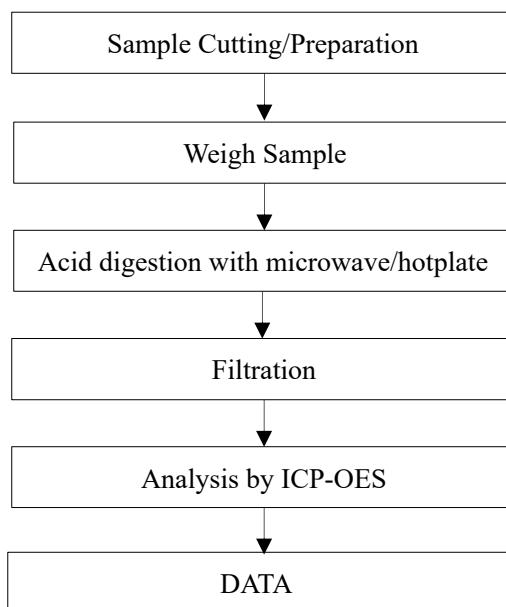 Sample Cutting/Preparation
Weigh Sample
Acid digestion with microwave/hotplate
Filtration
Analysis by ICP-OES
DATA